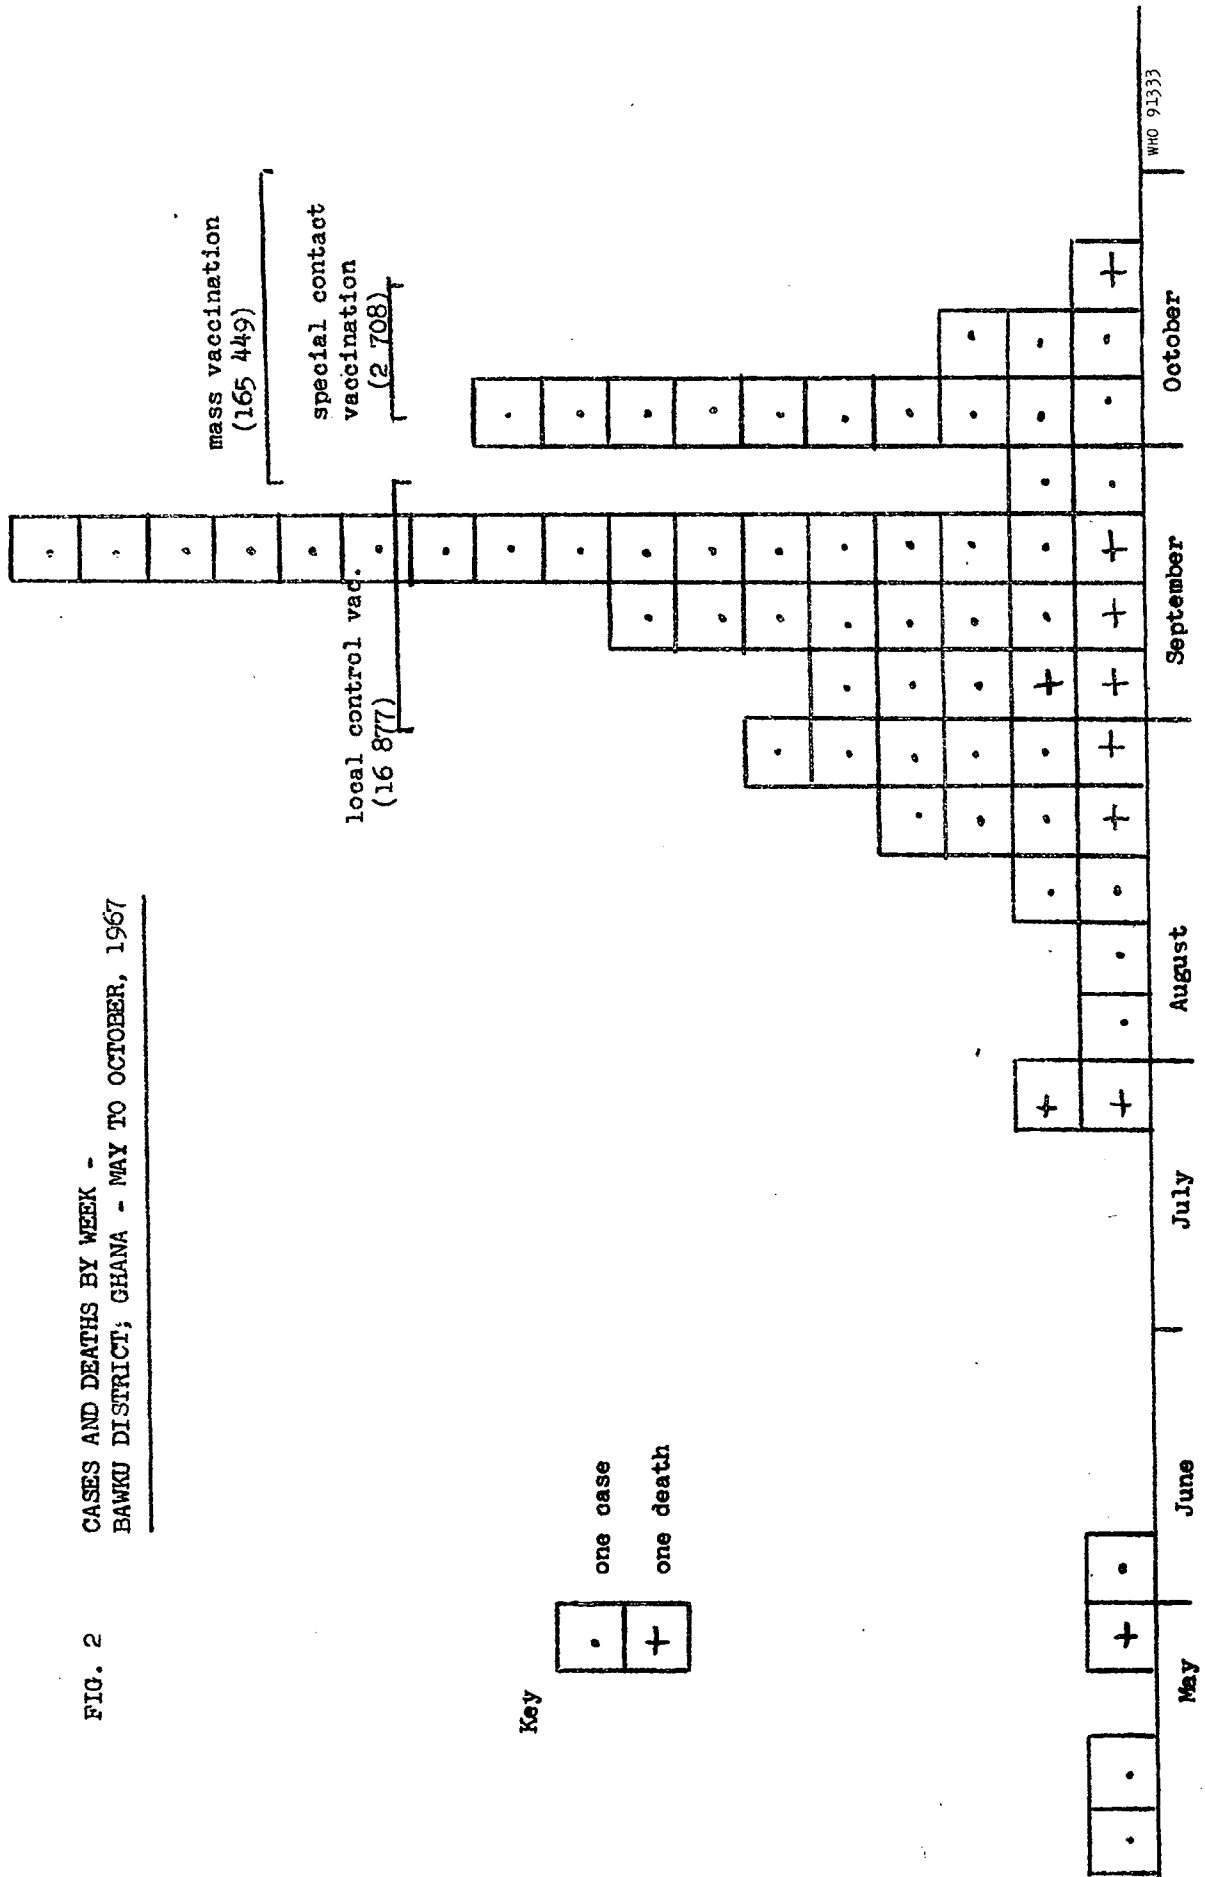 FIG. 2 CASES AND DEATHS BY WEEK -
BAWKU DISTRICT; GHANA - MAY TO OCTOBER, 1967
mass vaccination
(165 449)
special contact
vaccination
(2 708)
local control vac.
(16 877)
Key
one case
one death
May June July August September October
WHO 91333